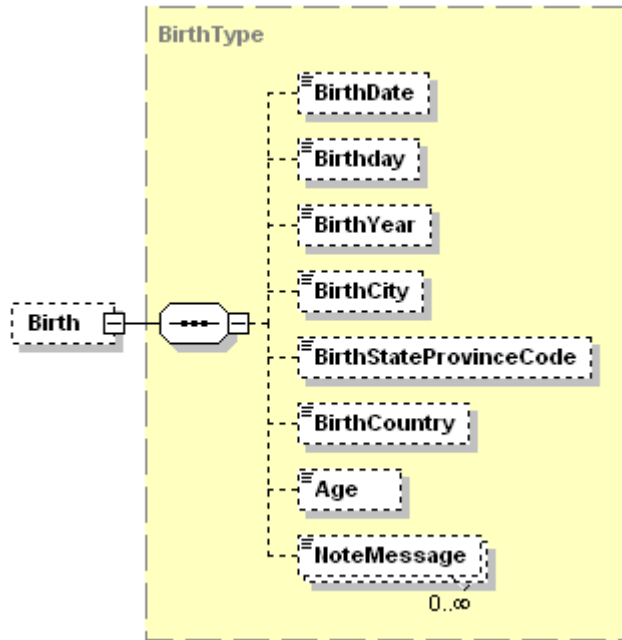 BirthType
BirthDate
Birthday
BirthYear
BirthCity
Birth
BirthStateProvinceCode
BirthCountry
Age
NoteMessage
0..∞